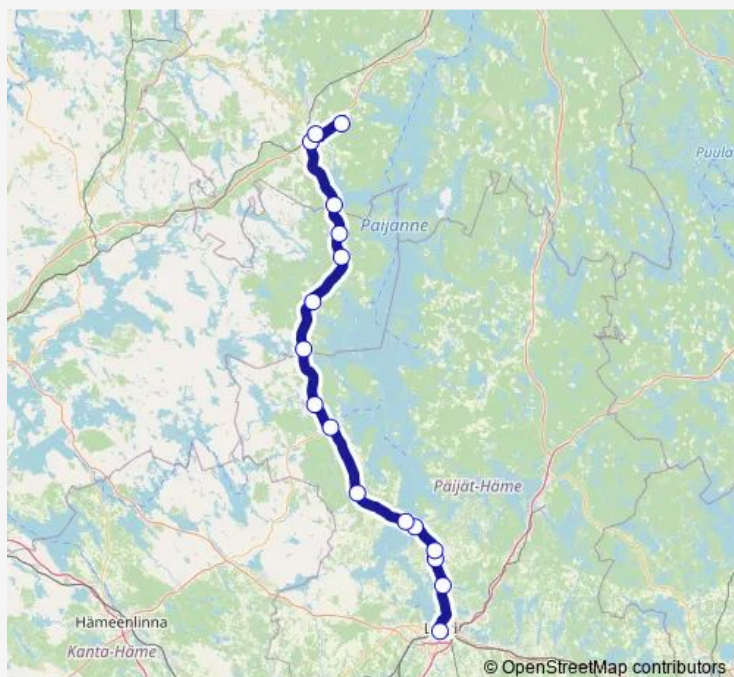 Puula
Päijänne
Päijät-Häme
Hämeenlinna
Kanta-Häme
© OpenStreetMap contributors